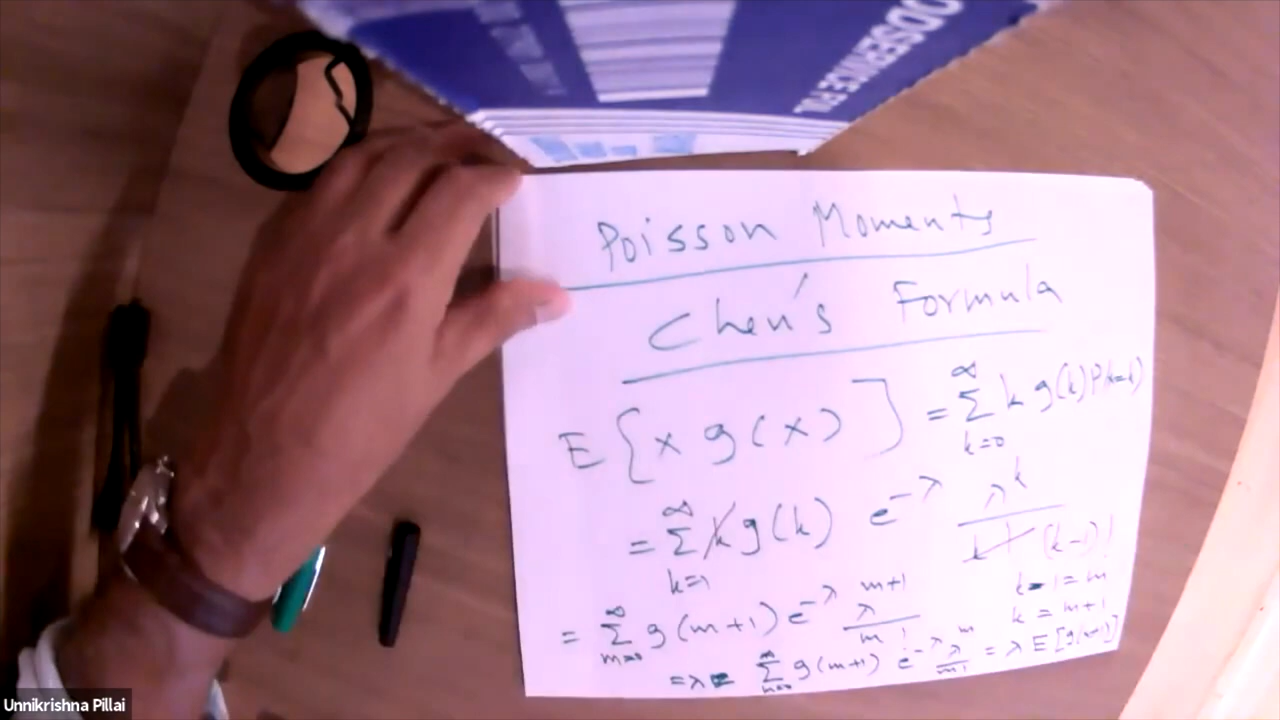 Poisson Moments
Chen's Formula
E[x g(x)] = ∑_{k=0}^{∞} k g(k) P(x=k)
= ∑_{k=1}^{∞} k g(k) e^{-λ} λ^k / k! (k-1)!
k-1=m
k=m+1
= ∑_{m=0}^{∞} g(m+1) e^{-λ} λ^{m+1} / m!
= λ ∑_{m=0}^{∞} g(m+1) e^{-λ} λ^m / m! = λ E[g(x+1)]
Unnikrishna Pillai